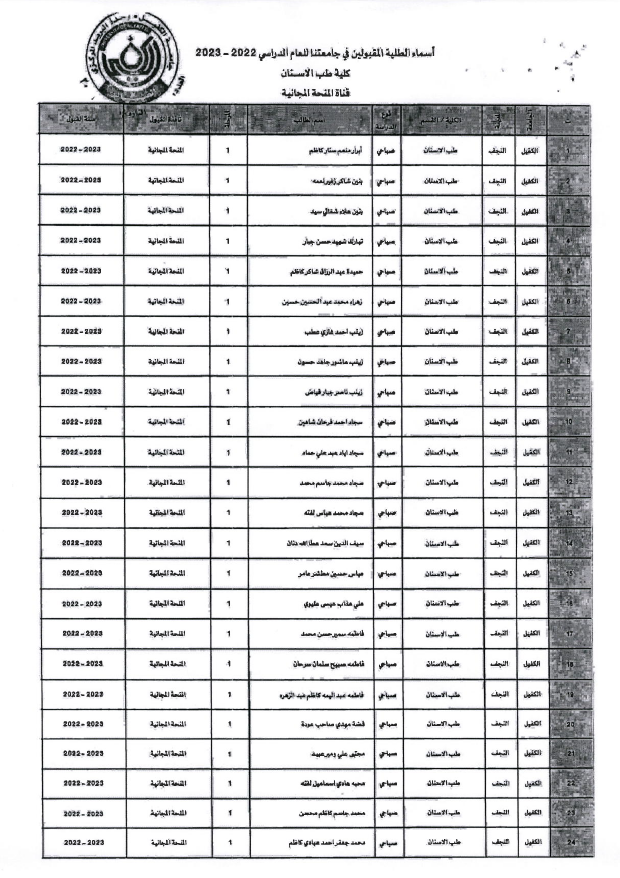 أسماء الطلبة المقبولين في جامعتنا للعام الدراسي 2022 – 2023
كلية طب الاسنان
قناة المنحة المجانية
ت الجامعة الكلية / القسم نوع الدراسة اسم الطالب المرحلة قناة القبول سنة القبول
1 الكفيل النجف طب الاسنان صباحي أبرار منعم ستار كاظم 1 المنحة المجانية 2022 – 2023
2 الكفيل النجف طب الاسنان صباحي بنين شاكر 1 المنحة المجانية 2022 – 2023
3 الكفيل النجف طب الاسنان صباحي بنين علاء سيد 1 المنحة المجانية 2022 – 2023
4 الكفيل النجف طب الاسنان صباحي تبارك شهيد حسن جبار 1 المنحة المجانية 2022 – 2023
5 الكفيل النجف طب الاسنان صباحي حميدة عبد الرزاق شاكر كاظم 1 المنحة المجانية 2022 – 2023
6 الكفيل النجف طب الاسنان صباحي زهراء محمد عبد الحسين حسين 1 المنحة المجانية 2022 – 2023
7 الكفيل النجف طب الاسنان صباحي زينب احمد غازي 1 المنحة المجانية 2022 – 2023
8 الكفيل النجف طب الاسنان صباحي زينب عاشور جاهد حسون 1 المنحة المجانية 2022 – 2023
9 الكفيل النجف طب الاسنان صباحي زينب ناصر جبار فياض 1 المنحة المجانية 2022 – 2023
10 الكفيل النجف طب الاسنان صباحي سجاد احمد فرحان شاهين 1 المنحة المجانية 2022 – 2023
11 الكفيل النجف طب الاسنان صباحي سجاد اياد عبد علي حماد 1 المنحة المجانية 2022 – 2023
12 الكفيل النجف طب الاسنان صباحي سجاد محمد جاسم محمد 1 المنحة المجانية 2022 – 2023
13 الكفيل النجف طب الاسنان صباحي سجاد محمد عباس لفته 1 المنحة المجانية 2022 – 2023
14 الكفيل النجف طب الاسنان صباحي سيف الدين سعد عطاالله 1 المنحة المجانية 2022 – 2023
15 الكفيل النجف طب الاسنان صباحي عباس حسين مطشر عامر 1 المنحة المجانية 2022 – 2023
16 الكفيل النجف طب الاسنان صباحي علي عذاب عيسى عليوي 1 المنحة المجانية 2022 – 2023
17 الكفيل النجف طب الاسنان صباحي فاطمه سمير حسن محمد 1 المنحة المجانية 2022 – 2023
18 الكفيل النجف طب الاسنان صباحي فاطمه صبيح سلمان سرحان 1 المنحة المجانية 2022 – 2023
19 الكفيل النجف طب الاسنان صباحي فاطمه عبد كاظم عبد الزهره 1 المنحة المجانية 2022 – 2023
20 الكفيل النجف طب الاسنان صباحي فضة مهدي صاحب عودة 1 المنحة المجانية 2022 – 2023
21 الكفيل النجف طب الاسنان صباحي مجتبى علي عبيد 1 المنحة المجانية 2022 – 2023
22 الكفيل النجف طب الاسنان صباحي هادي اسماعيل لفته 1 المنحة المجانية 2022 – 2023
23 الكفيل النجف طب الاسنان صباحي محمد جاسم كاظم محسن 1 المنحة المجانية 2022 – 2023
24 الكفيل النجف طب الاسنان صباحي محمد جعفر احمد هادي كاظم 1 المنحة المجانية 2022 – 2023